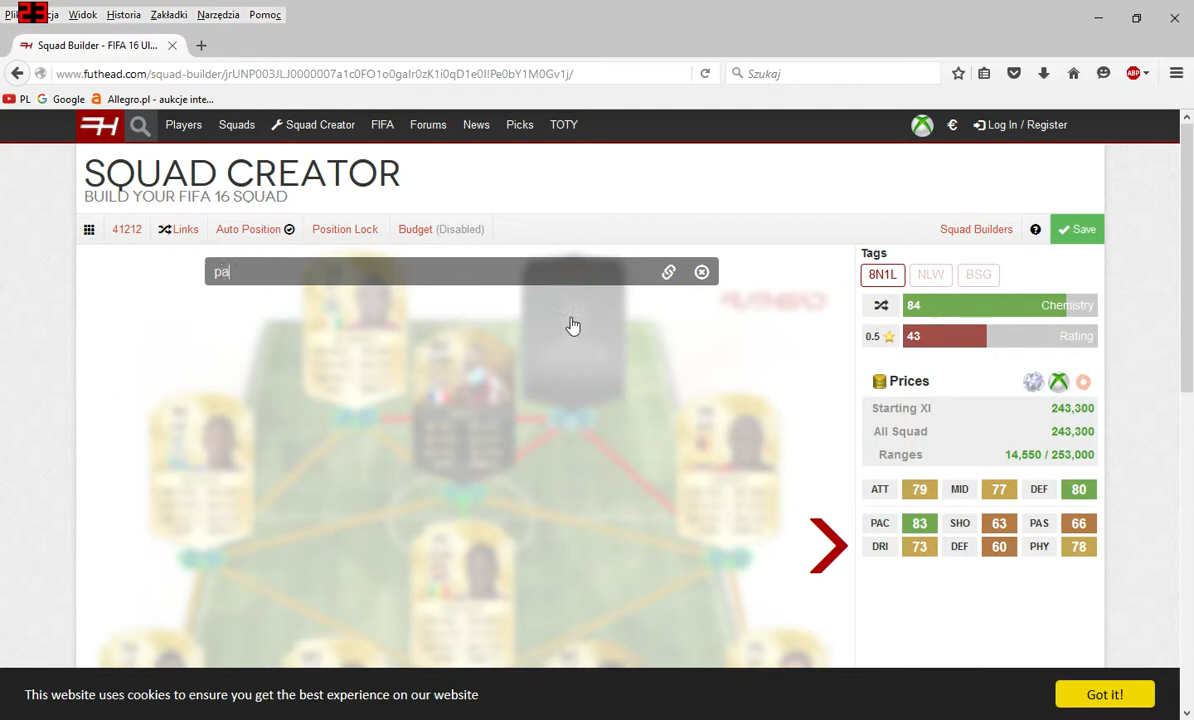 Plik
cja Widok Historia Zakładki Narzędzia Pomoc
23
Squad Builder - FIFA 16 Ul...
www.futhead.com/squad-builder/jrUNP003JLJ0000007a1c0FO1o0gaIr0zK1i0qD1e0I!Pe0bY1M0Gv1j/
Szukaj
ABP
PL Google Allegro.pl - aukcje inte...
Players Squads Squad Creator FIFA Forums News Picks TOTY
€ Log In / Register
SQUAD CREATOR
BUILD YOUR FIFA 16 SQUAD
41212 Links Auto Position Position Lock Budget (Disabled)
Squad Builders Save
pa
FUTHEAD
Tags
8N1L NLW BSG
84 Chemistry
0.5 43 Rating
Prices
Starting XI 243,300
All Squad 243,300
Ranges 14,550 / 253,000
ATT 79 MID 77 DEF 80
PAC 83 SHO 63 PAS 66
DRI 73 DEF 60 PHY 78
This website uses cookies to ensure you get the best experience on our website
Got it!